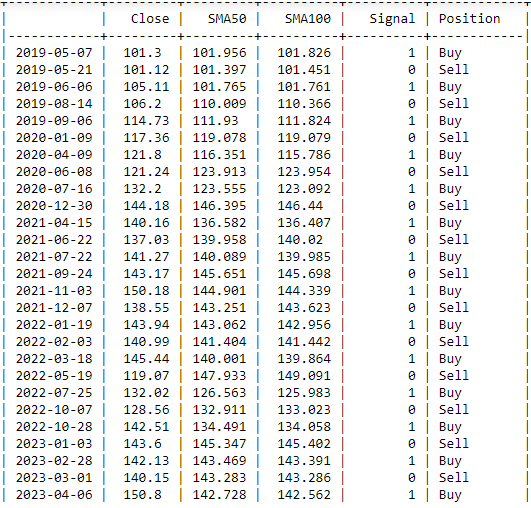 | | Close | SMA50 | SMA100 | Signal | Position |
| 2019-05-07 | 101.3 | 101.956 | 101.826 | 1 | Buy |
| 2019-05-21 | 101.12 | 101.397 | 101.451 | 0 | Sell |
| 2019-06-06 | 105.11 | 101.765 | 101.761 | 1 | Buy |
| 2019-08-14 | 106.2 | 110.009 | 110.366 | 0 | Sell |
| 2019-09-06 | 114.73 | 111.93 | 111.824 | 1 | Buy |
| 2020-01-09 | 117.36 | 119.078 | 119.079 | 0 | Sell |
| 2020-04-09 | 121.8 | 116.351 | 115.786 | 1 | Buy |
| 2020-06-08 | 121.24 | 123.913 | 123.954 | 0 | Sell |
| 2020-07-16 | 132.2 | 123.555 | 123.092 | 1 | Buy |
| 2020-12-30 | 144.18 | 146.395 | 146.44 | 0 | Sell |
| 2021-04-15 | 140.16 | 136.582 | 136.407 | 1 | Buy |
| 2021-06-22 | 137.03 | 139.958 | 140.02 | 0 | Sell |
| 2021-07-22 | 141.27 | 140.089 | 139.985 | 1 | Buy |
| 2021-09-24 | 143.17 | 145.651 | 145.698 | 0 | Sell |
| 2021-11-03 | 150.18 | 144.901 | 144.339 | 1 | Buy |
| 2021-12-07 | 138.55 | 143.251 | 143.623 | 0 | Sell |
| 2022-01-19 | 143.94 | 143.062 | 142.956 | 1 | Buy |
| 2022-02-03 | 140.99 | 141.404 | 141.442 | 0 | Sell |
| 2022-03-18 | 145.44 | 140.001 | 139.864 | 1 | Buy |
| 2022-05-19 | 119.07 | 147.933 | 149.091 | 0 | Sell |
| 2022-07-25 | 132.02 | 126.563 | 125.983 | 1 | Buy |
| 2022-10-07 | 128.56 | 132.911 | 133.023 | 0 | Sell |
| 2022-10-28 | 142.51 | 134.491 | 134.058 | 1 | Buy |
| 2023-01-03 | 143.6 | 145.347 | 145.402 | 0 | Sell |
| 2023-02-28 | 142.13 | 143.469 | 143.391 | 1 | Buy |
| 2023-03-01 | 140.15 | 143.283 | 143.286 | 0 | Sell |
| 2023-04-06 | 150.8 | 142.728 | 142.562 | 1 | Buy |